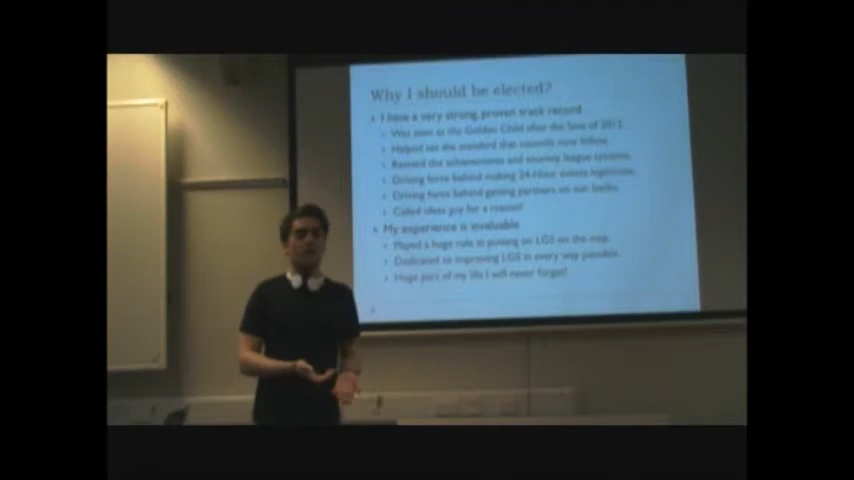 Why I should be elected?
I have a very strong, proven track record
Was seen as the Golden Child after the Sem of 2012
Helped set the standard that councils now follow.
Revised the achievements and tourney league systems.
Driving force behind making 24-Hour events legitimate.
Driving force behind getting partners on our backs.
Called ideas guy for a reason!
My experience is invaluable
Played a huge role in putting on LGS on the map.
Dedicated to improving LGS in every way possible.
Huge part of my life I will never forget!